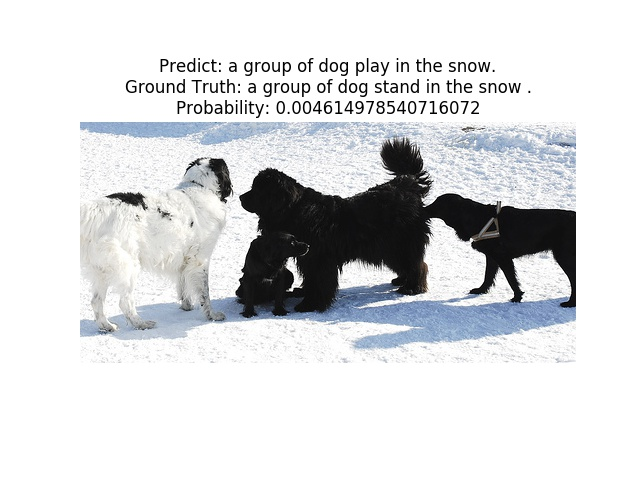 Predict: a group of dog play in the snow.
Ground Truth: a group of dog stand in the snow .
Probability: 0.004614978540716072